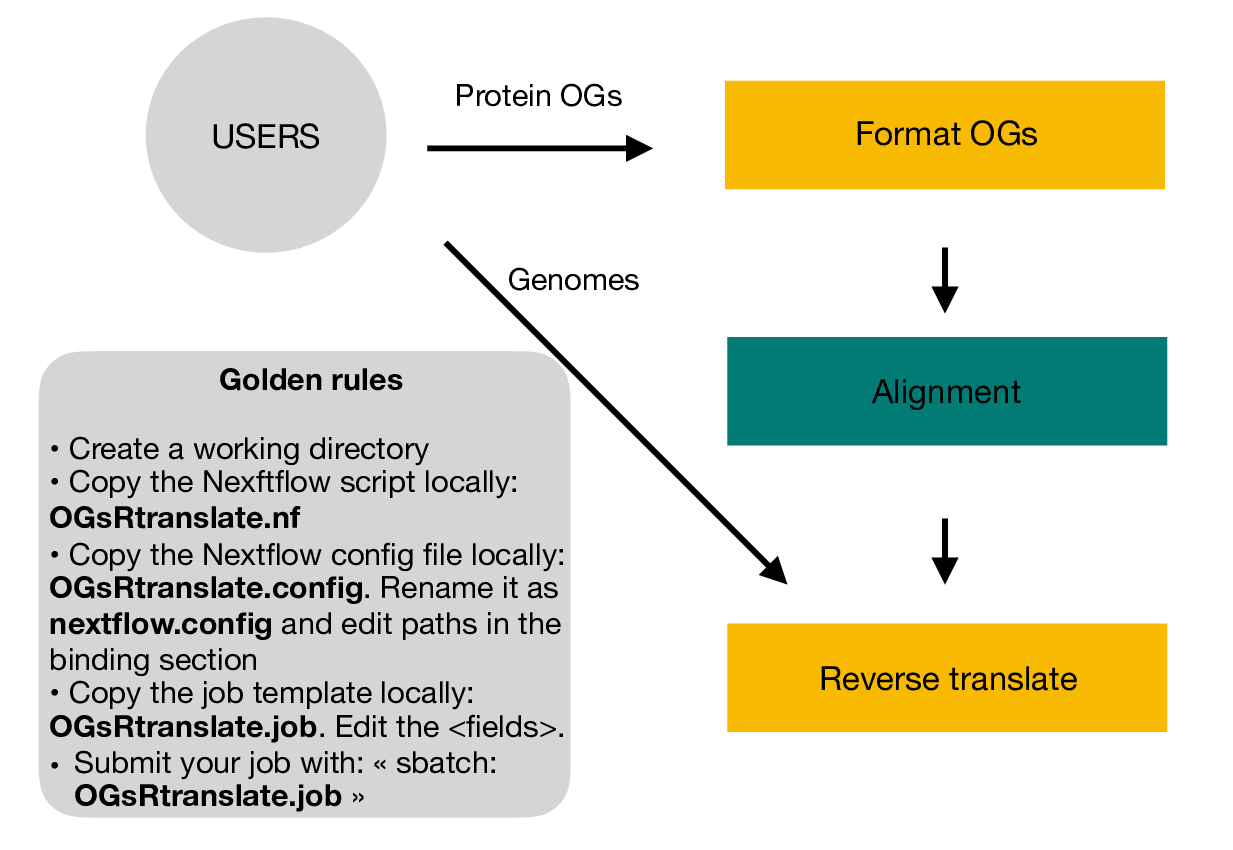 USERS
Protein OGs
Format OGs
Genomes
Alignment
Reverse translate
Golden rules
• Create a working directory
• Copy the Nexftflow script locally:
OGsRtranslate.nf
• Copy the Nextflow config file locally:
OGsRtranslate.config. Rename it as
nextflow.config and edit paths in the
binding section
• Copy the job template locally:
OGsRtranslate.job. Edit the <fields>.
• Submit your job with: « sbatch:
OGsRtranslate.job »